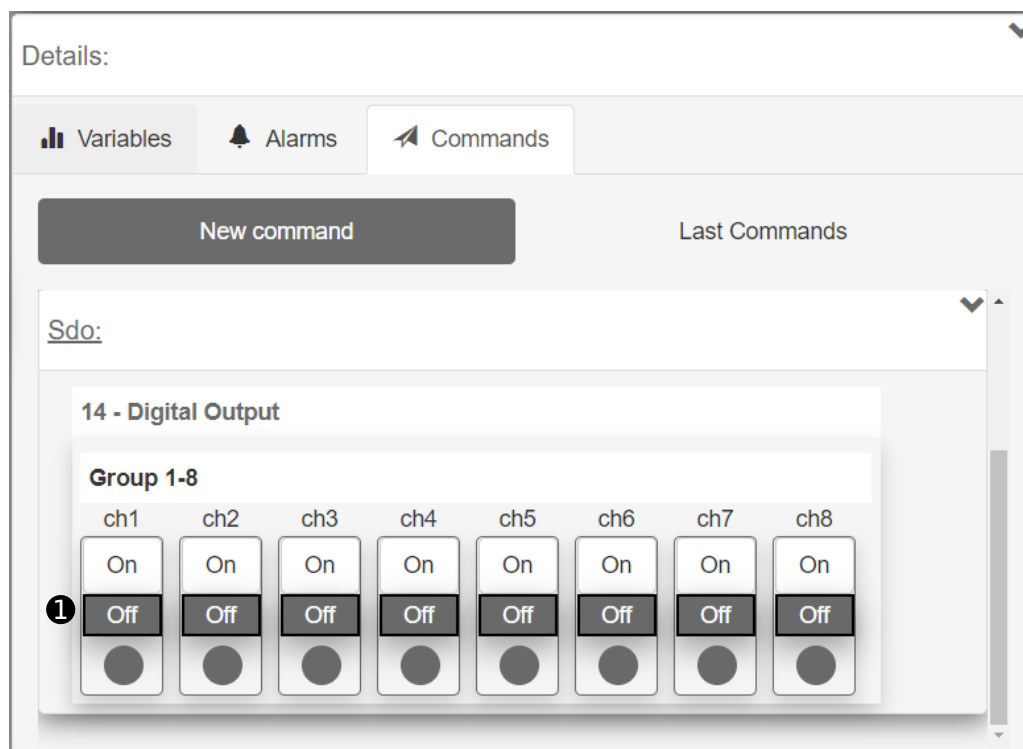 Details:
Variables Alarms Commands
New command Last Commands
Sdo:
14 - Digital Output
Group 1-8
ch1 ch2 ch3 ch4 ch5 ch6 ch7 ch8
On On On On On On On On
❶ Off Off Off Off Off Off Off Off